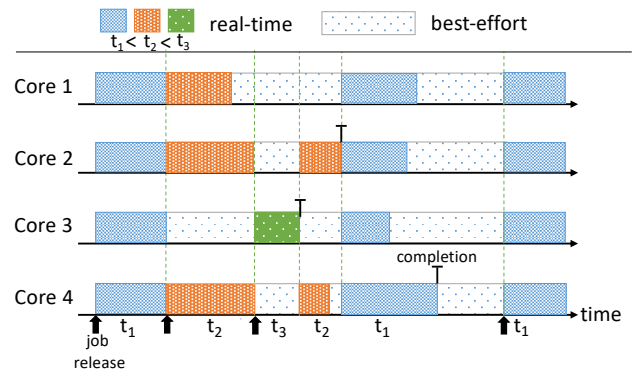 real-time
best-effort
t₁ < t₂ < t₃
Core 1
Core 2
Core 3
completion
Core 4
time
t₁ t₂ t₃ t₂ t₁ t₁
job
release